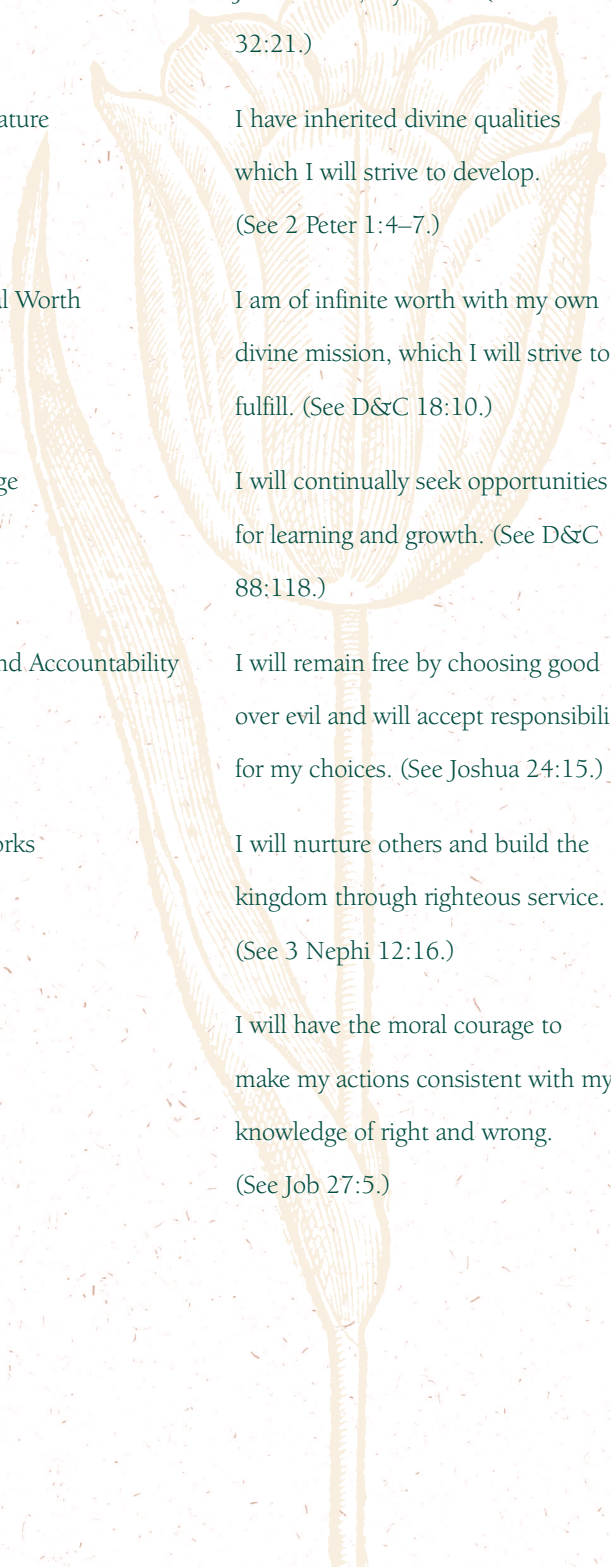 32:21.)
ature I have inherited divine qualities
which I will strive to develop.
(See 2 Peter 1:4–7.)
al Worth I am of infinite worth with my own
divine mission, which I will strive to
fulfill. (See D&C 18:10.)
ge I will continually seek opportunities
for learning and growth. (See D&C
88:118.)
nd Accountability I will remain free by choosing good
over evil and will accept responsibili
for my choices. (See Joshua 24:15.)
orks I will nurture others and build the
kingdom through righteous service.
(See 3 Nephi 12:16.)
I will have the moral courage to
make my actions consistent with my
knowledge of right and wrong.
(See Job 27:5.)